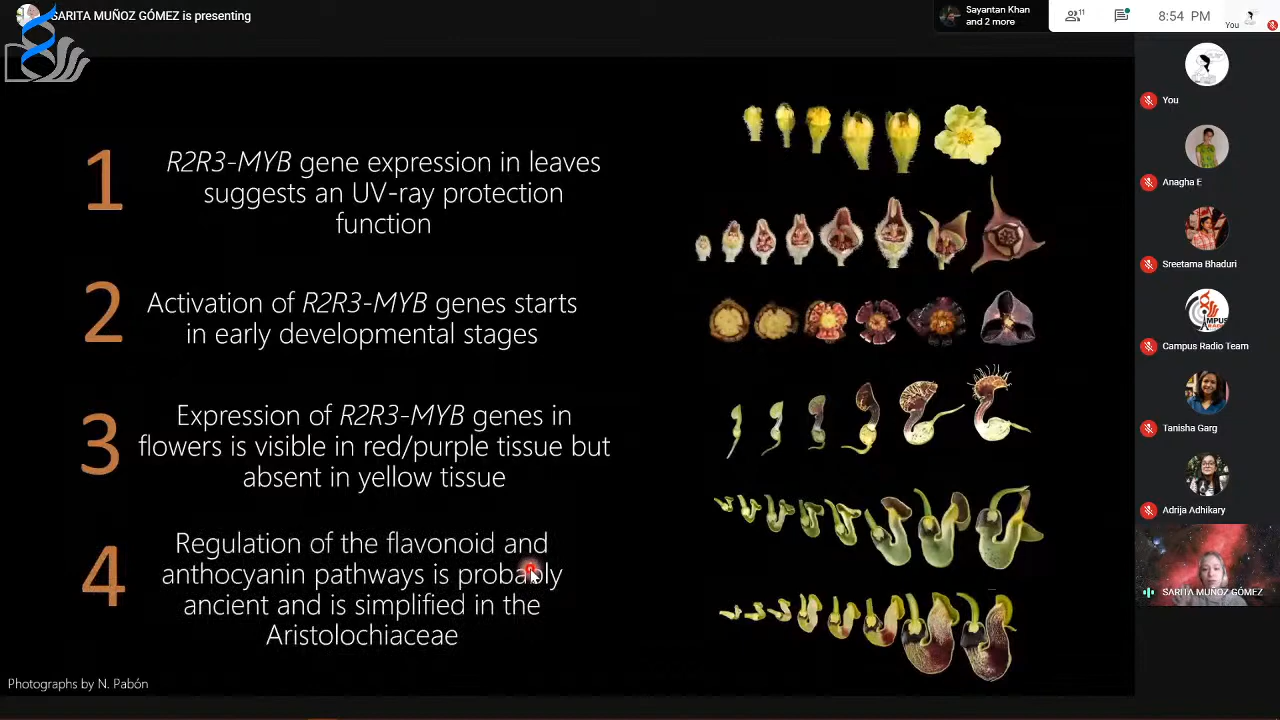 SARITA MUÑOZ GÓMEZ is presenting
Sayantan Khan
and 2 more
11
8:54 PM
You
1
R2R3-MYB gene expression in leaves
suggests an UV-ray protection
function
2
Activation of R2R3-MYB genes starts
in early developmental stages
3
Expression of R2R3-MYB genes in
flowers is visible in red/purple tissue but
absent in yellow tissue
4
Regulation of the flavonoid and
anthocyanin pathways is probably
ancient and is simplified in the
Aristolochiaceae
Photographs by N. Pabón
You
Anagha E
Sreetama Bhaduri
Campus Radio Team
Tanisha Garg
Adrija Adhikary
SARITA MUÑOZ GÓMEZ